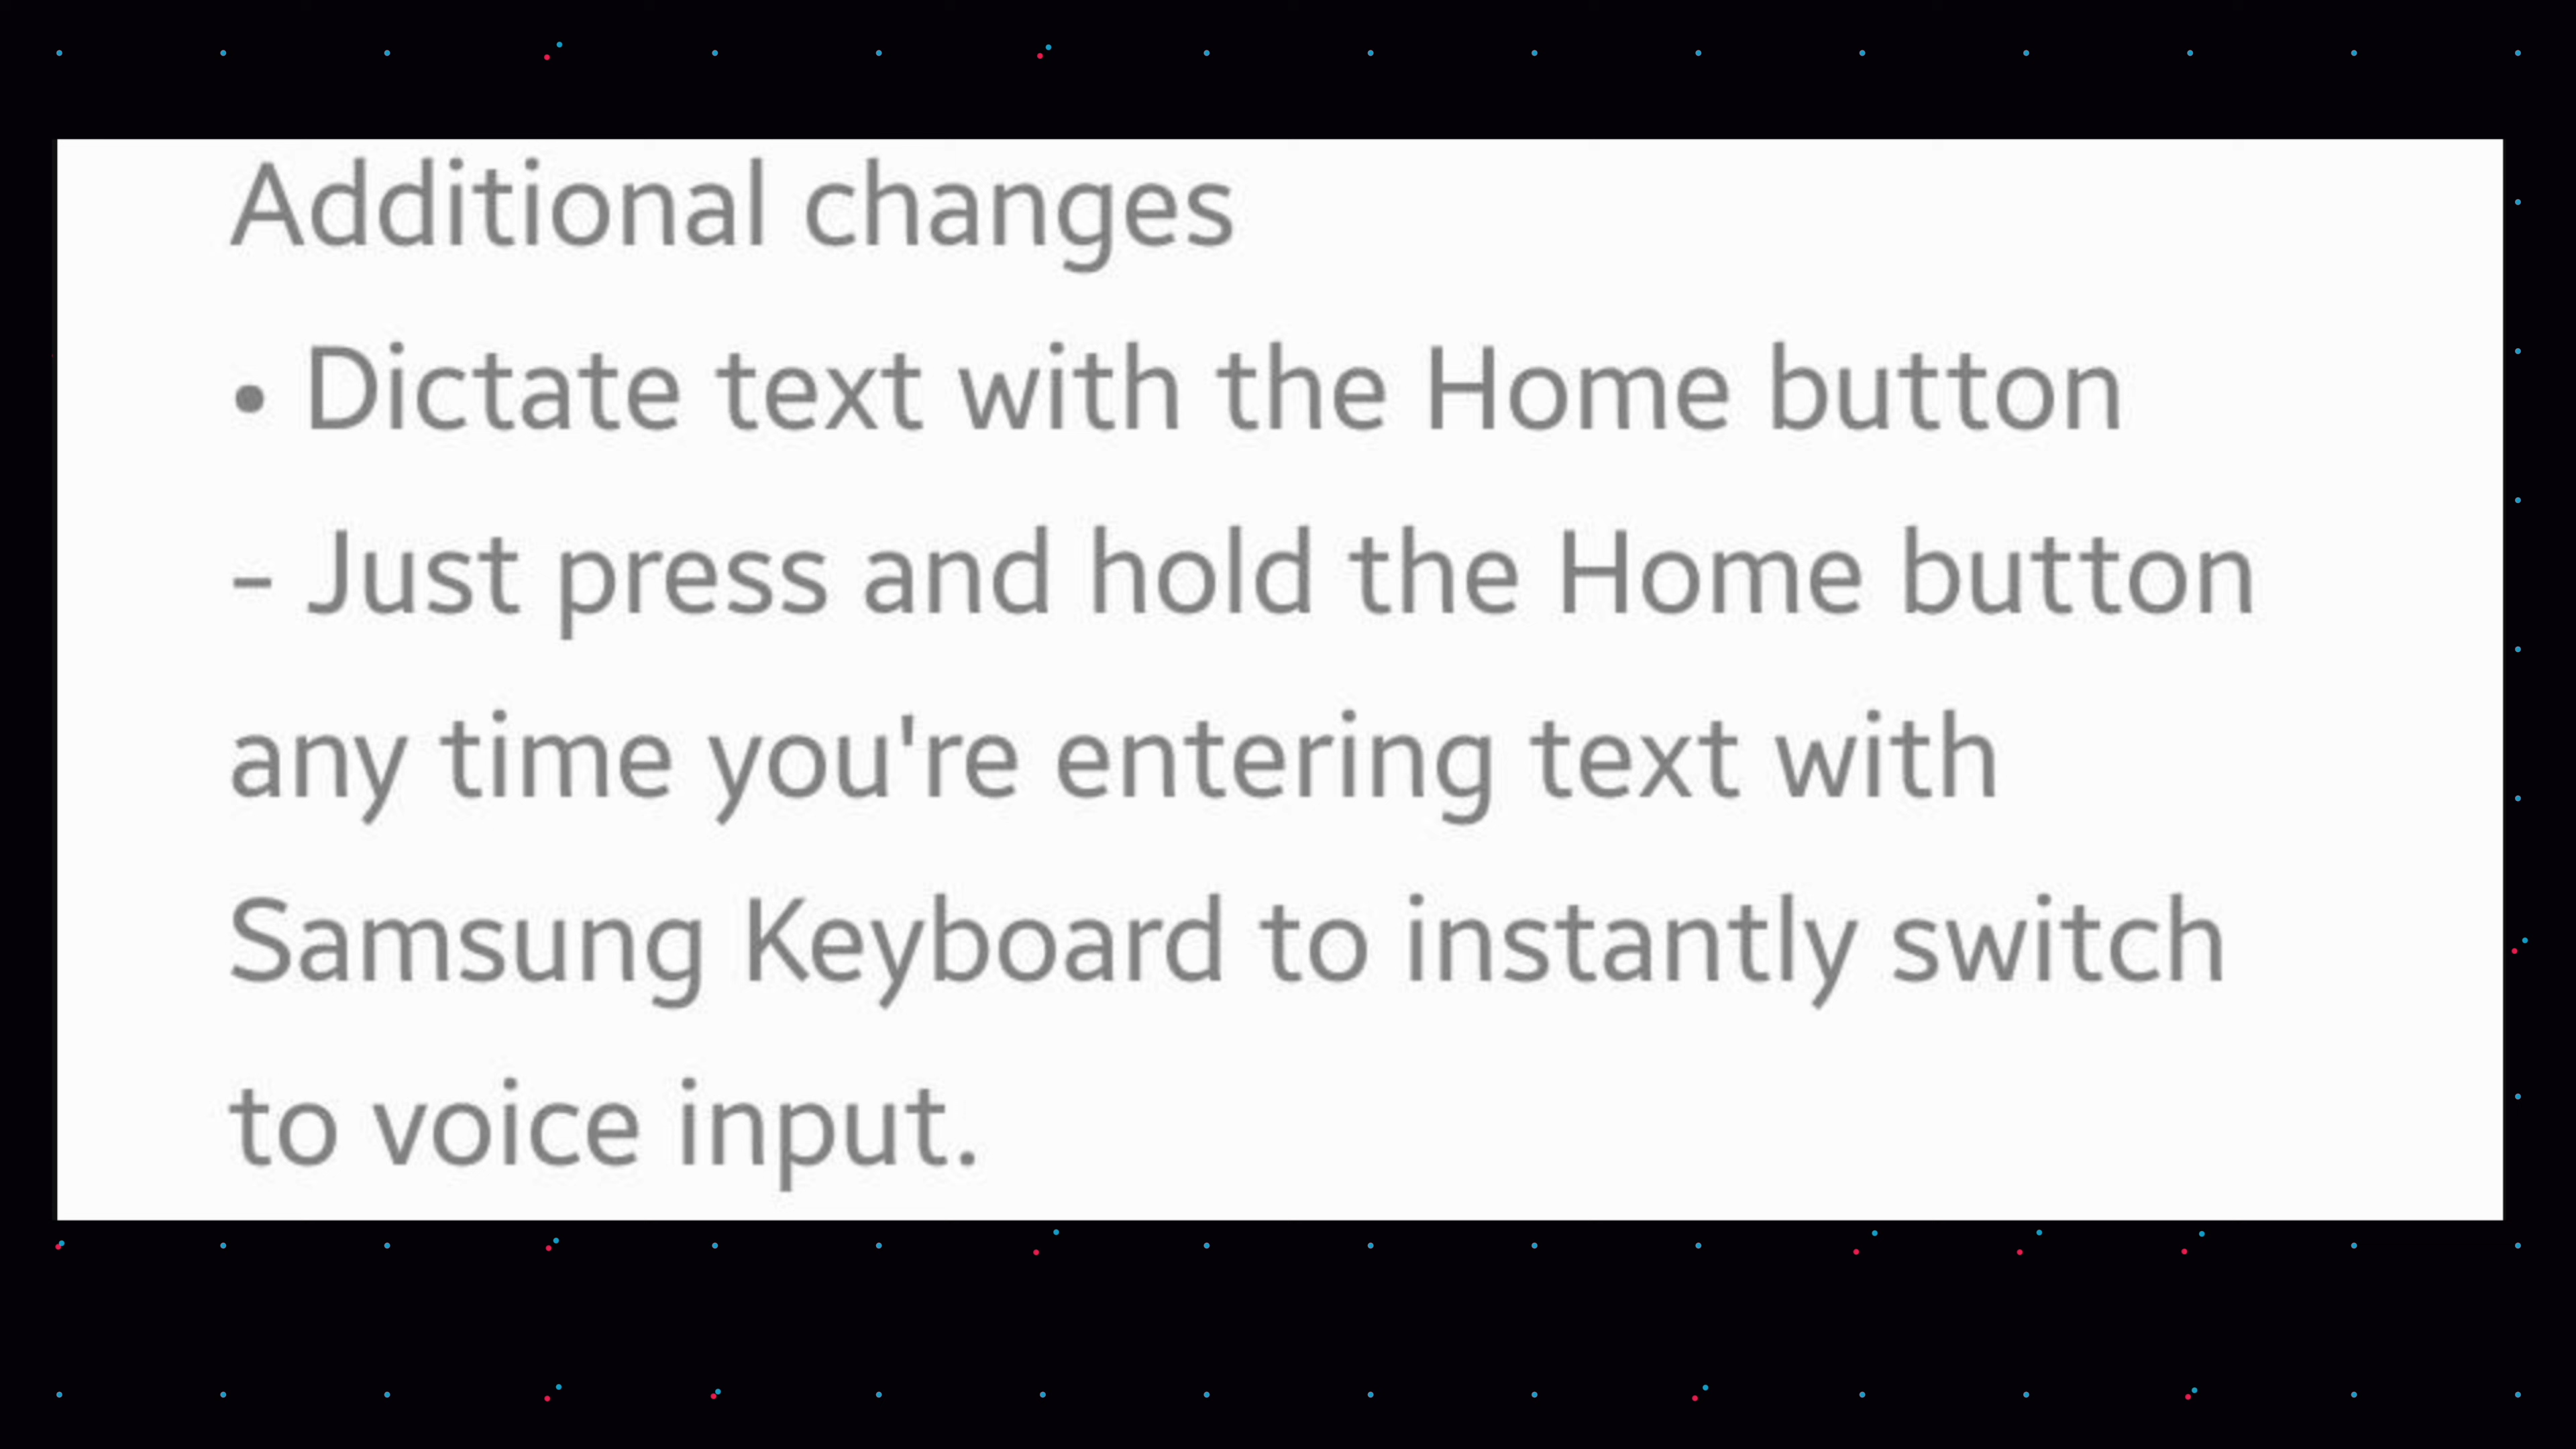 Additional changes
• Dictate text with the Home button
- Just press and hold the Home button
any time you're entering text with
Samsung Keyboard to instantly switch
to voice input.